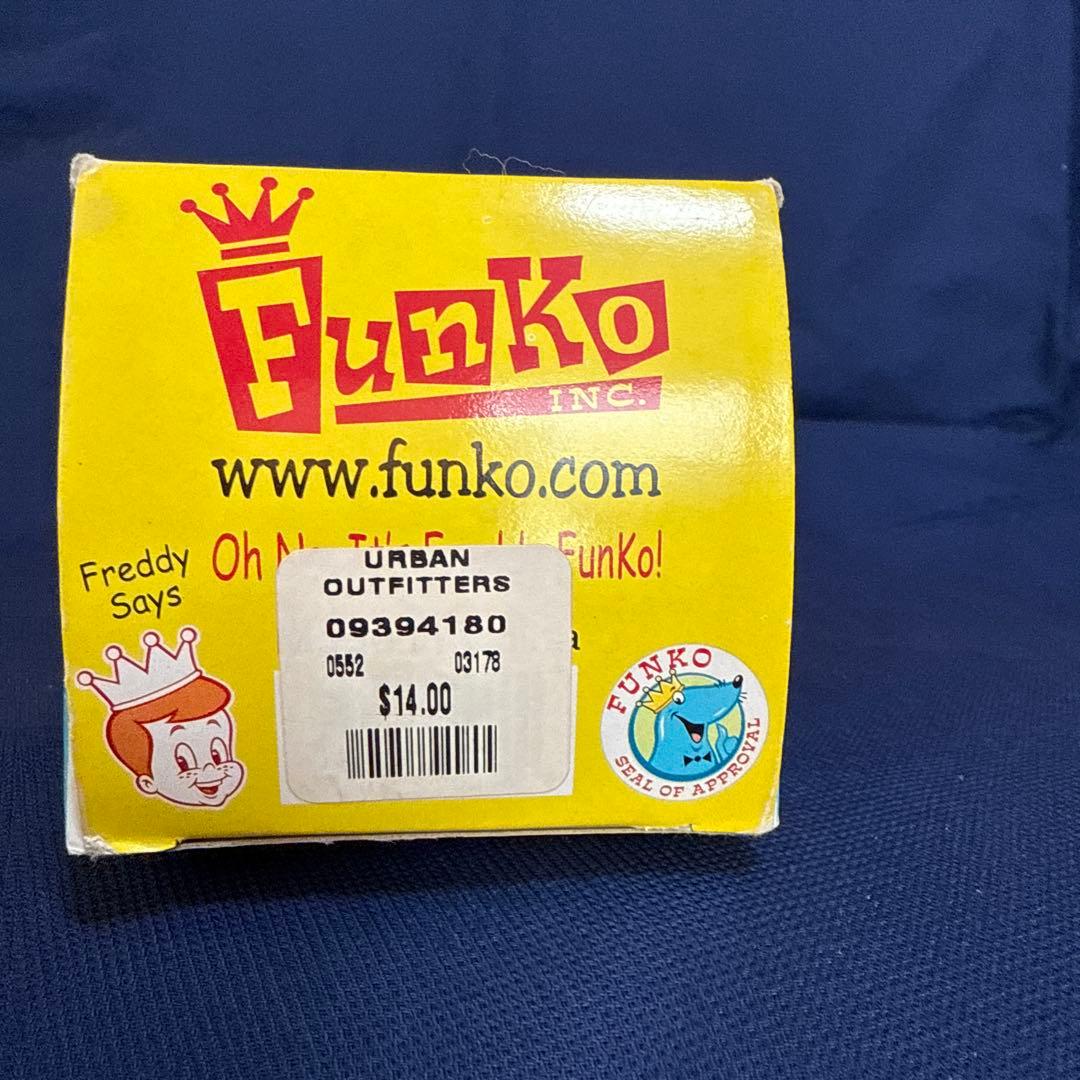 Funko
INC.
www.funko.com
Oh FunKo!
Freddy
Says
URBAN
OUTFITTERS
09394180
0552 03178
$14.00
FUNKO
SEAL OF APPROVAL